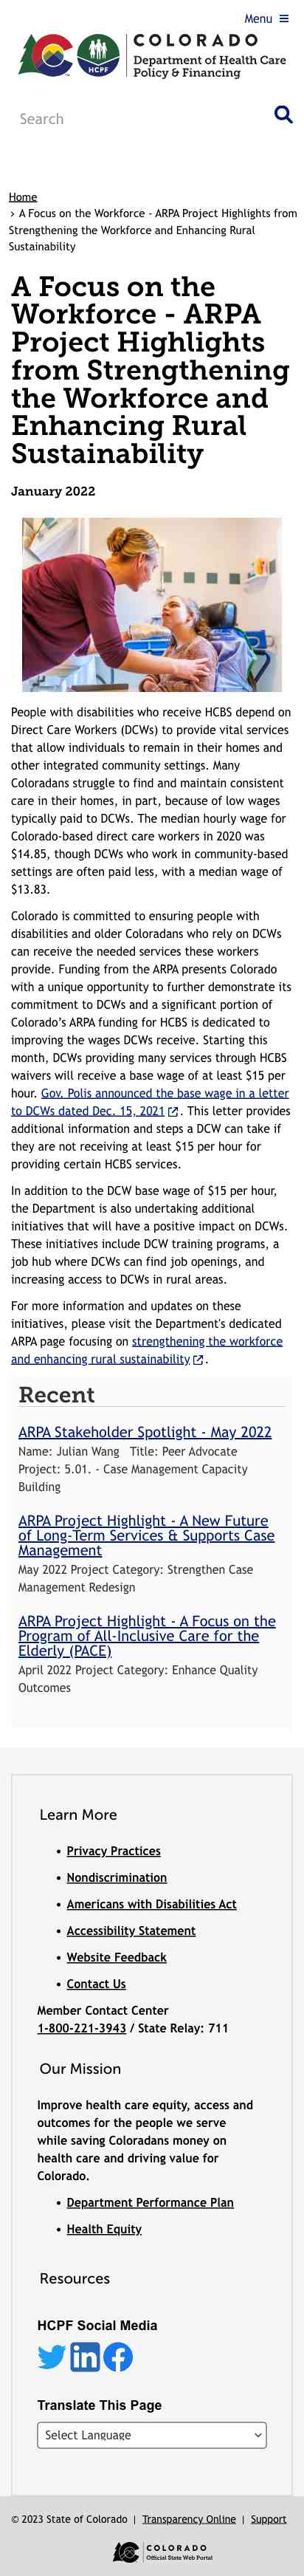 Menu ≡
HCPF
COLORADO
Department of Health Care
Policy & Financing
Search
Home
› A Focus on the Workforce - ARPA Project Highlights from
Strengthening the Workforce and Enhancing Rural
Sustainability
A Focus on the
Workforce - ARPA
Project Highlights
from Strengthening
the Workforce and
Enhancing Rural
Sustainability
January 2022
People with disabilities who receive HCBS depend on
Direct Care Workers (DCWs) to provide vital services
that allow individuals to remain in their homes and
other integrated community settings. Many
Coloradans struggle to find and maintain consistent
care in their homes, in part, because of low wages
typically paid to DCWs. The median hourly wage for
Colorado-based direct care workers in 2020 was
$14.85, though DCWs who work in community-based
settings are often paid less, with a median wage of
$13.83.
Colorado is committed to ensuring people with
disabilities and older Coloradans who rely on DCWs
can receive the needed services these workers
provide. Funding from the ARPA presents Colorado
with a unique opportunity to further demonstrate its
commitment to DCWs and a significant portion of
Colorado's ARPA funding for HCBS is dedicated to
improving the wages DCWs receive. Starting this
month, DCWs providing many services through HCBS
waivers will receive a base wage of at least $15 per
hour. Gov. Polis announced the base wage in a letter
to DCWs dated Dec. 15, 2021. This letter provides
additional information and steps a DCW can take if
they are not receiving at least $15 per hour for
providing certain HCBS services.
In addition to the DCW base wage of $15 per hour,
the Department is also undertaking additional
initiatives that will have a positive impact on DCWs.
These initiatives include DCW training programs, a
job hub where DCWs can find job openings, and
increasing access to DCWs in rural areas.
For more information and updates on these
initiatives, please visit the Department's dedicated
ARPA page focusing on strengthening the workforce
and enhancing rural sustainability.
Recent
ARPA Stakeholder Spotlight - May 2022
Name: Julian Wang Title: Peer Advocate
Project: 5.01. - Case Management Capacity
Building
ARPA Project Highlight - A New Future
of Long-Term Services & Supports Case
Management
May 2022 Project Category: Strengthen Case
Management Redesign
ARPA Project Highlight - A Focus on the
Program of All-Inclusive Care for the
Elderly (PACE)
April 2022 Project Category: Enhance Quality
Outcomes
Learn More
• Privacy Practices
• Nondiscrimination
• Americans with Disabilities Act
• Accessibility Statement
• Website Feedback
• Contact Us
Member Contact Center
1-800-221-3943 / State Relay: 711
Our Mission
Improve health care equity, access and
outcomes for the people we serve
while saving Coloradans money on
health care and driving value for
Colorado.
• Department Performance Plan
• Health Equity
Resources
HCPF Social Media
Translate This Page
Select Language
© 2023 State of Colorado | Transparency Online | Support
COLORADO
Official State Web Portal